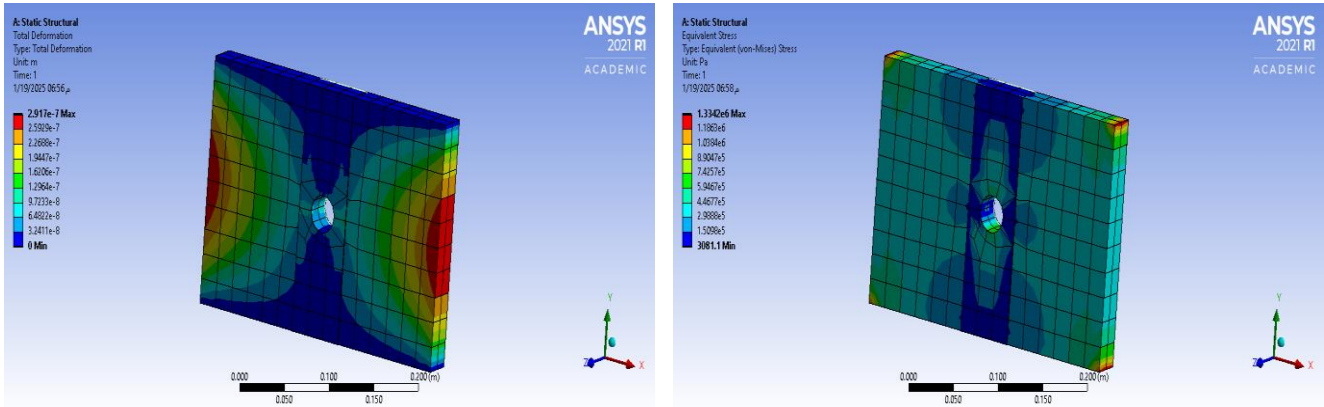 A: Static Structural
Total Deformation
Type: Total Deformation
Unit: m
Time: 1
1/19/2025 06:56 م
2.917e-7 Max
2.5929e-7
2.2688e-7
1.9447e-7
1.6206e-7
1.2964e-7
9.7233e-8
6.4822e-8
3.2411e-8
0 Min
ANSYS
2021 R1
ACADEMIC
Y
Z
X
0.000
0.100
0.200 (m)
0.050
0.150
A: Static Structural
Equivalent Stress
Type: Equivalent (von-Mises) Stress
Unit: Pa
Time: 1
1/19/2025 06:58 م
1.3342e6 Max
1.1863e6
1.0384e6
8.9047e5
7.4257e5
5.9467e5
4.4677e5
2.9888e5
1.5098e5
3081.1 Min
ANSYS
2021 R1
ACADEMIC
Y
Z
X
0.000
0.100
0.200 (m)
0.050
0.150